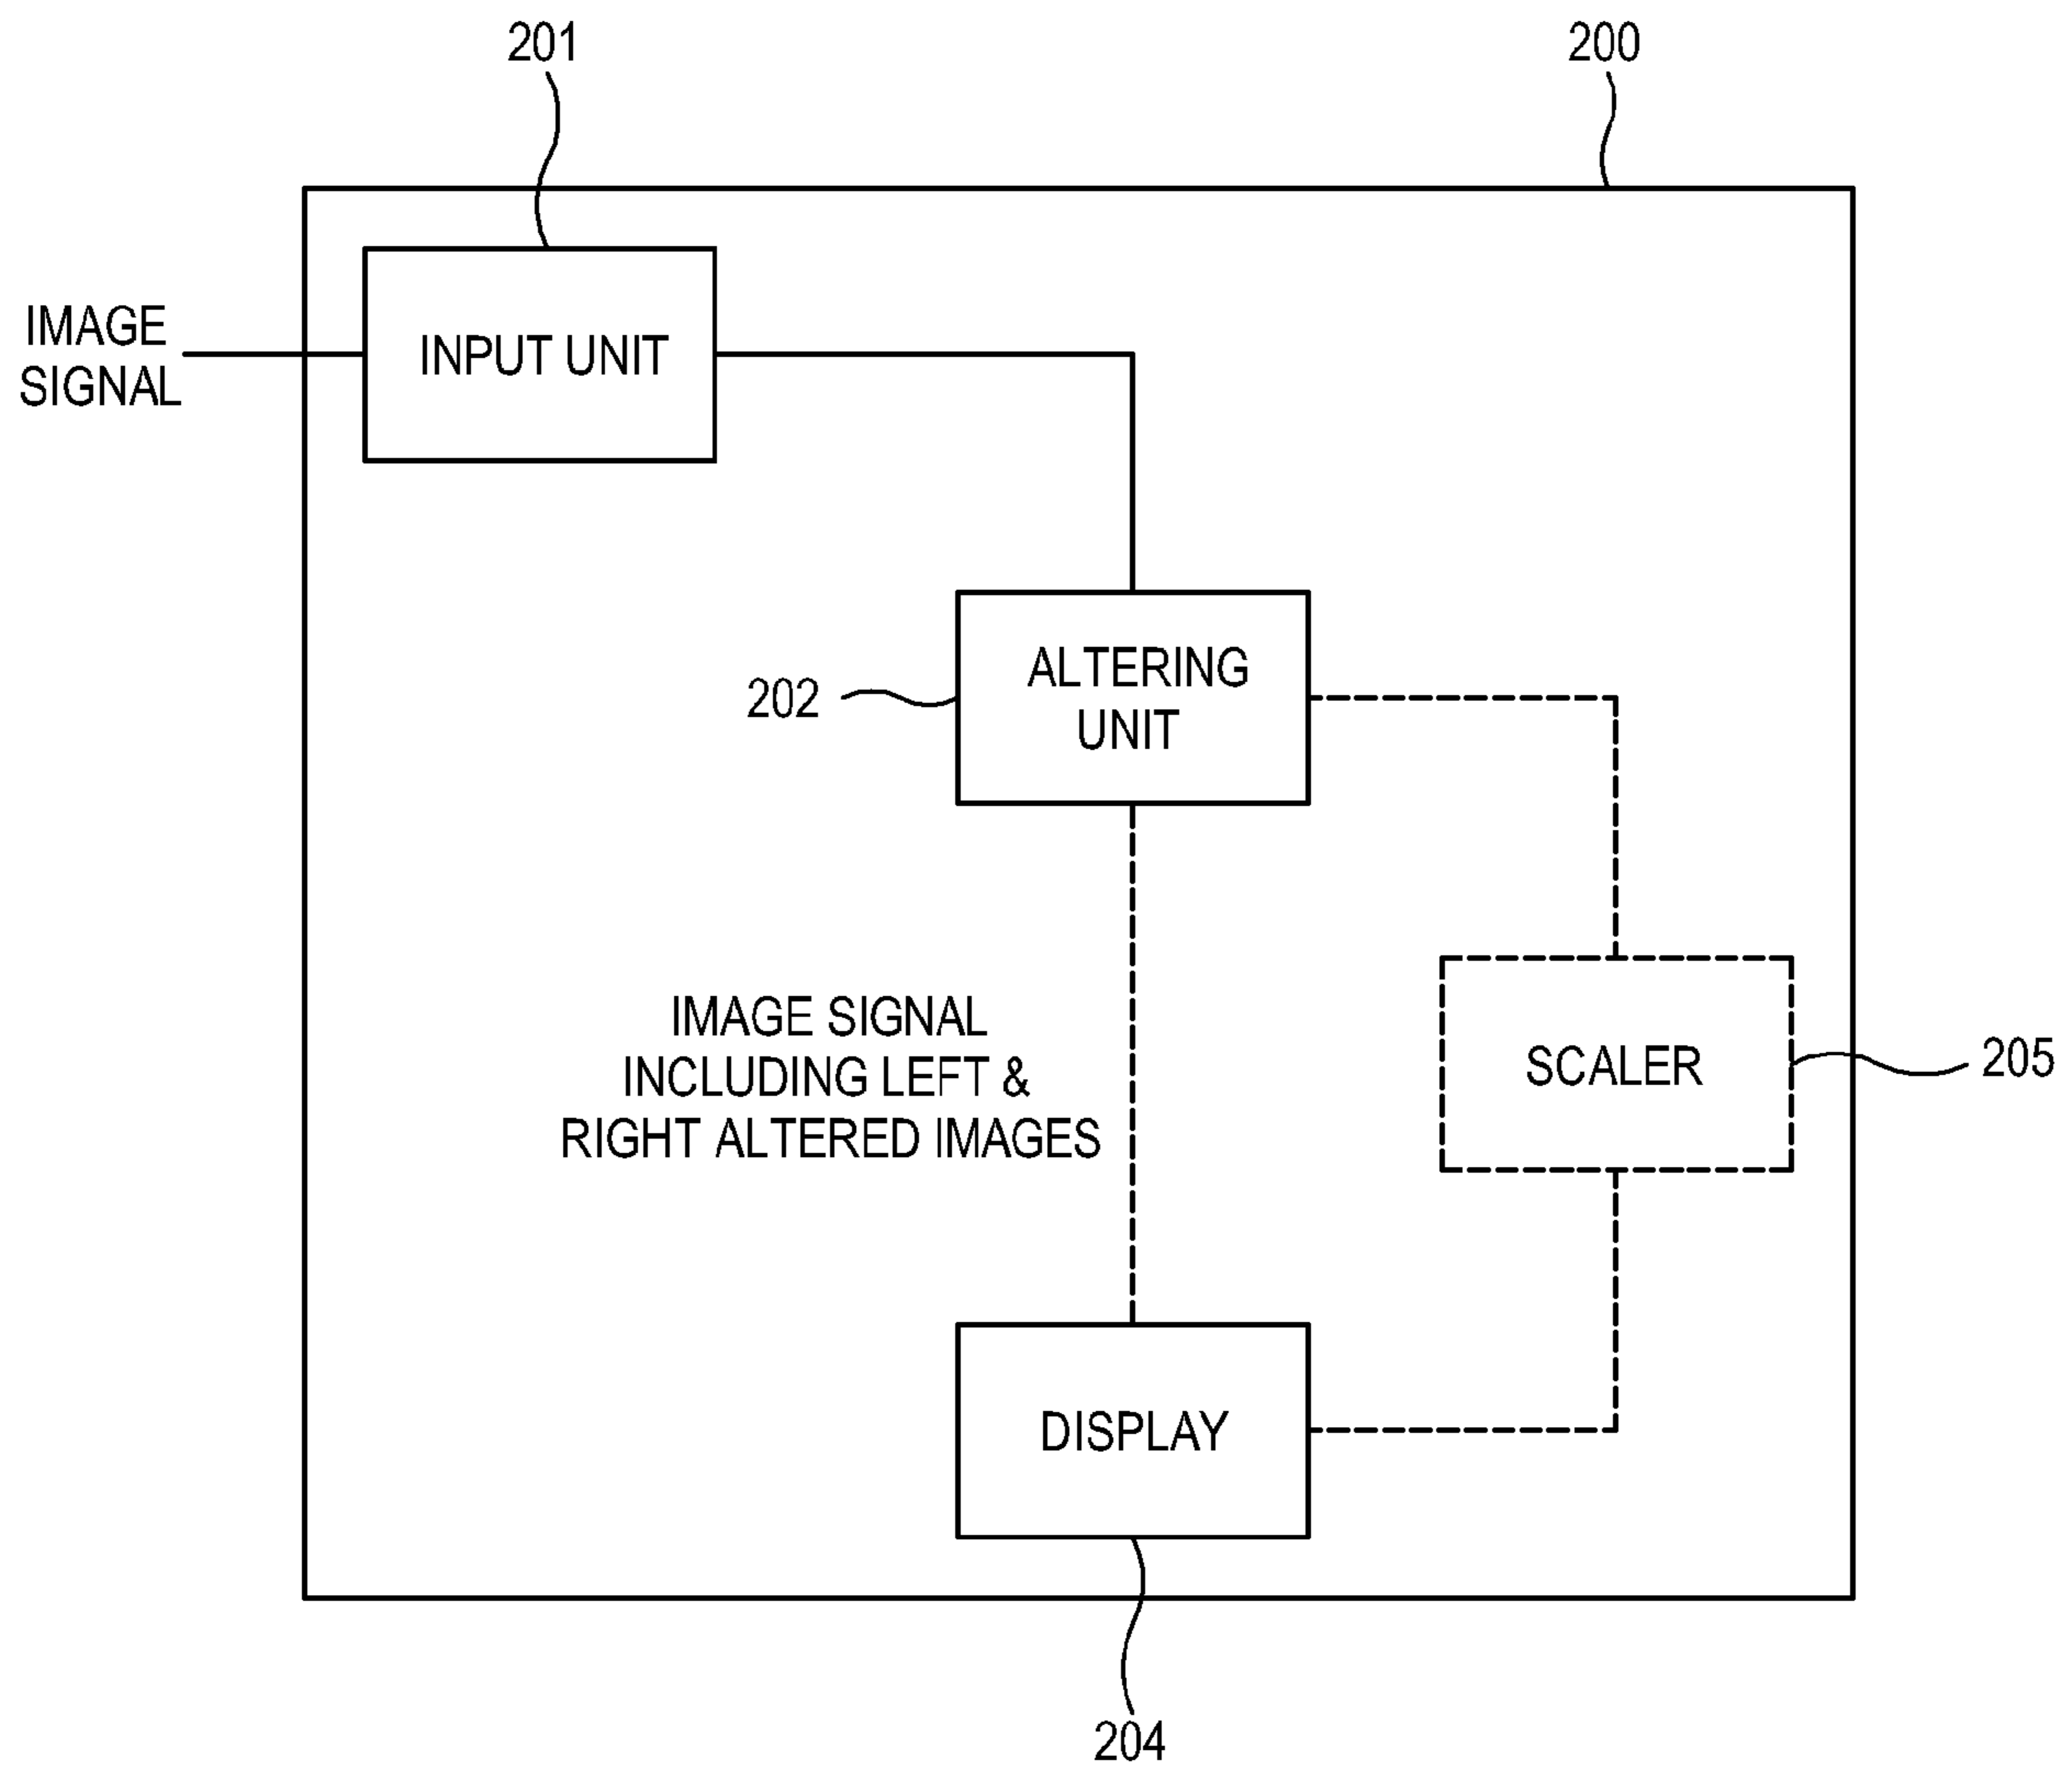 201
200
IMAGE
SIGNAL
INPUT UNIT
202
ALTERING
UNIT
IMAGE SIGNAL
INCLUDING LEFT &
RIGHT ALTERED IMAGES
SCALER
205
DISPLAY
204